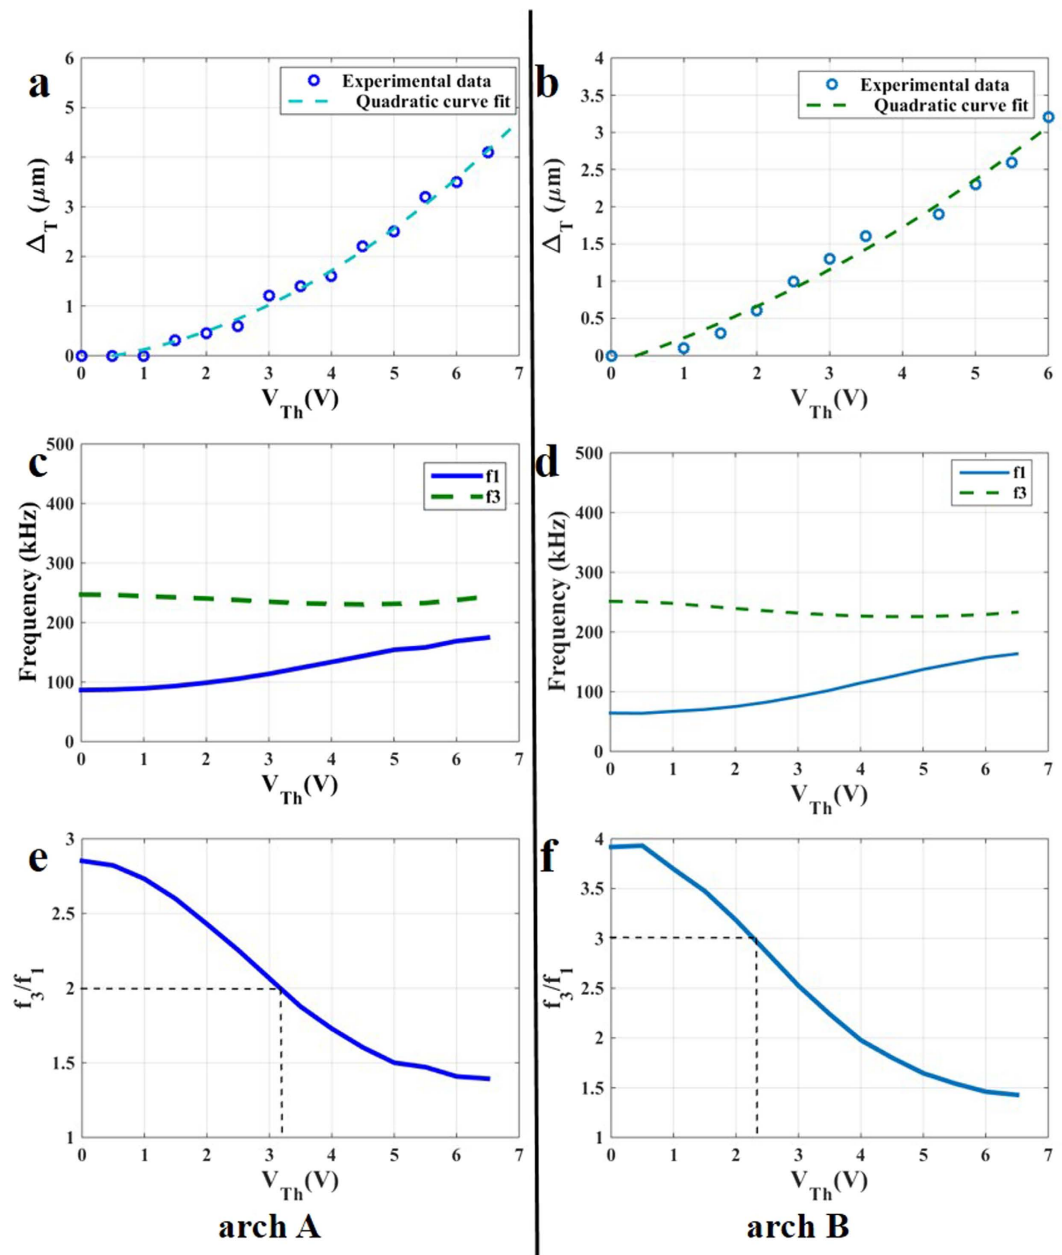 a
6
5
4
3
2
1
0
Δ_T (μm)
Experimental data
Quadratic curve fit
0 1 2 3 4 5 6 7
V_Th(V)
b
4
3.5
3
2.5
2
1.5
1
0.5
0
Δ_T (μm)
Experimental data
Quadratic curve fit
0 1 2 3 4 5 6
V_Th(V)
c
500
400
300
200
100
0
Frequency (kHz)
f1
f3
0 1 2 3 4 5 6 7
V_Th(V)
d
500
400
300
200
100
0
Frequency (kHz)
f1
f3
0 1 2 3 4 5 6 7
V_Th(V)
e
3
2.5
2
1.5
1
f_3/f_1
0 1 2 3 4 5 6 7
V_Th(V)
arch A
f
4
3.5
3
2.5
2
1.5
1
f_3/f_1
0 1 2 3 4 5 6 7
V_Th(V)
arch B